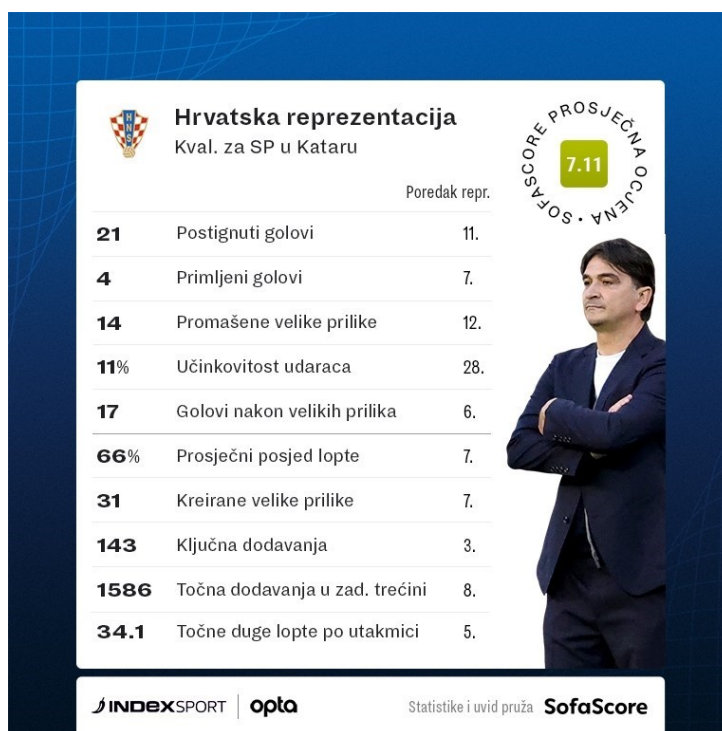 Hrvatska reprezentacija
Kval. za SP u Kataru
SOFASCORE PROSJEČNA OCJENA •
7.11
HNS
Poredak repr.
21 Postignuti golovi 11.
4 Primljeni golovi 7.
14 Promašene velike prilike 12.
11% Učinkovitost udaraca 28.
17 Golovi nakon velikih prilika 6.
66% Prosječni posjed lopte 7.
31 Kreirane velike prilike 7.
143 Ključna dodavanja 3.
1586 Točna dodavanja u zad. trećini 8.
34.1 Točne duge lopte po utakmici 5.
INDEXSPORT | opta Statistike i uvid pruža SofaScore